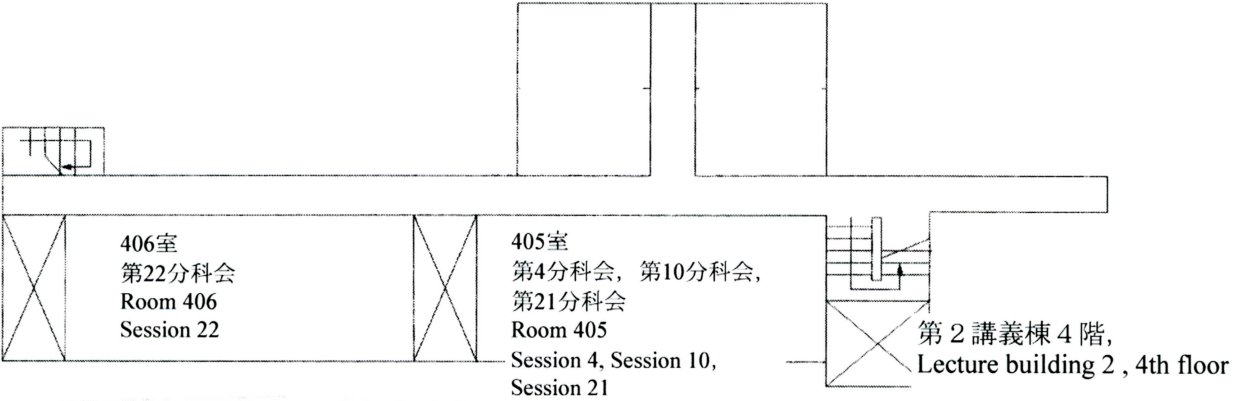 406室
第22分科会
Room 406
Session 22
405室
第4分科会，第10分科会，
第21分科会
Room 405
Session 4, Session 10,
Session 21
第２講義棟４階，
Lecture building 2 , 4th floor